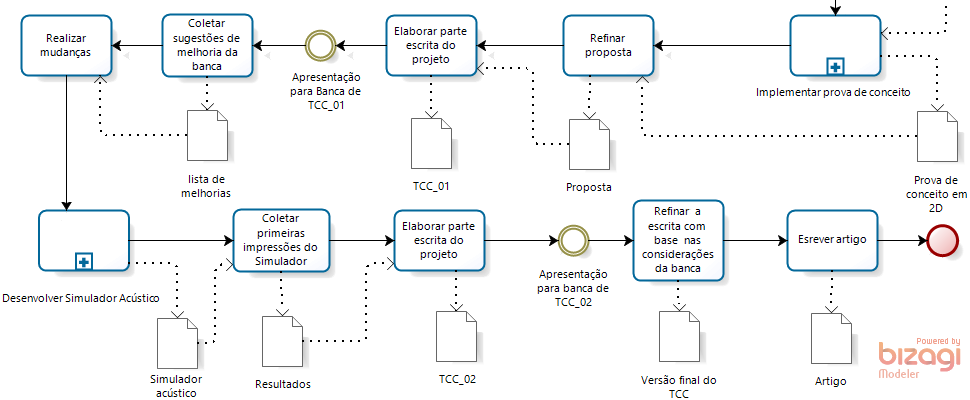 Realizar
mudanças
Coletar
sugestões de
melhoria da
banca
Apresentação
para Banca de
TCC_01
Elaborar parte
escrita do
projeto
Refinar
proposta
Implementar prova de conceito
lista de
melhorias
TCC_01
Proposta
Prova de
conceito em
2D
Desenvolver Simulador Acústico
Coletar
primeiras
impressões do
Simulador
Elaborar parte
escrita do
projeto
Apresentação
para banca de
TCC_02
Refinar a
escrita com
base nas
considerações
da banca
Esrever artigo
Simulador
acústico
Resultados
TCC_02
Versão final do
TCC
Artigo
Powered by
bizagi
Modeler